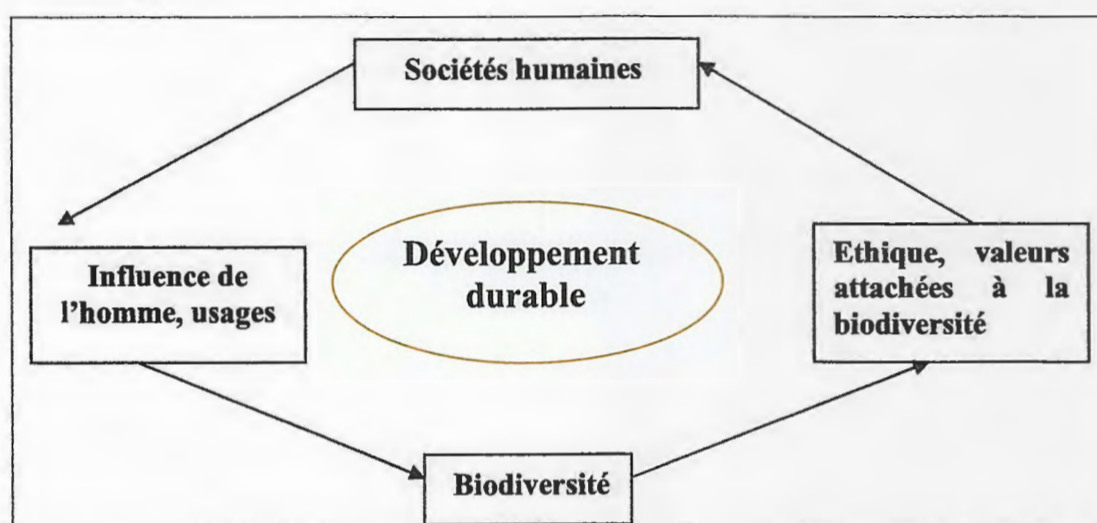 Sociétés humaines
Développement
durable
Influence de
l'homme, usages
Ethique, valeurs
attachées à la
biodiversité
Biodiversité